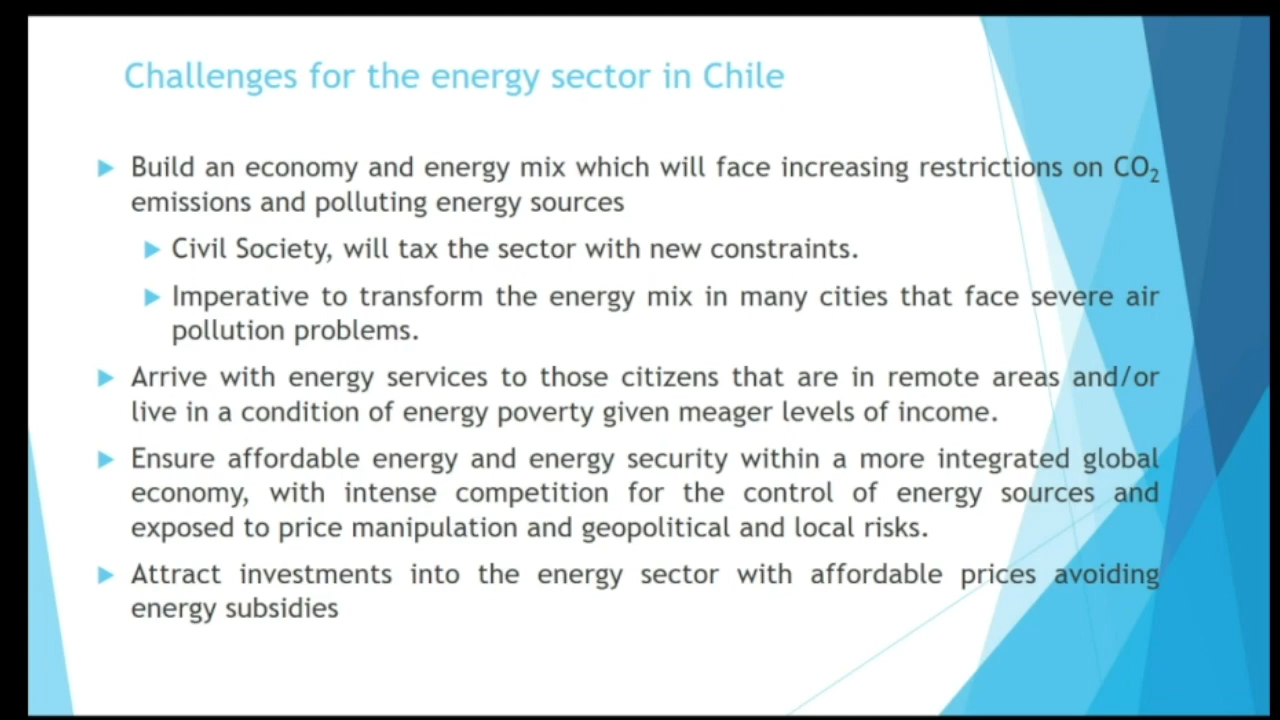 Challenges for the energy sector in Chile
Build an economy and energy mix which will face increasing restrictions on CO₂
emissions and polluting energy sources
Civil Society, will tax the sector with new constraints.
Imperative to transform the energy mix in many cities that face severe air
pollution problems.
Arrive with energy services to those citizens that are in remote areas and/or
live in a condition of energy poverty given meager levels of income.
Ensure affordable energy and energy security within a more integrated global
economy, with intense competition for the control of energy sources and
exposed to price manipulation and geopolitical and local risks.
Attract investments into the energy sector with affordable prices avoiding
energy subsidies